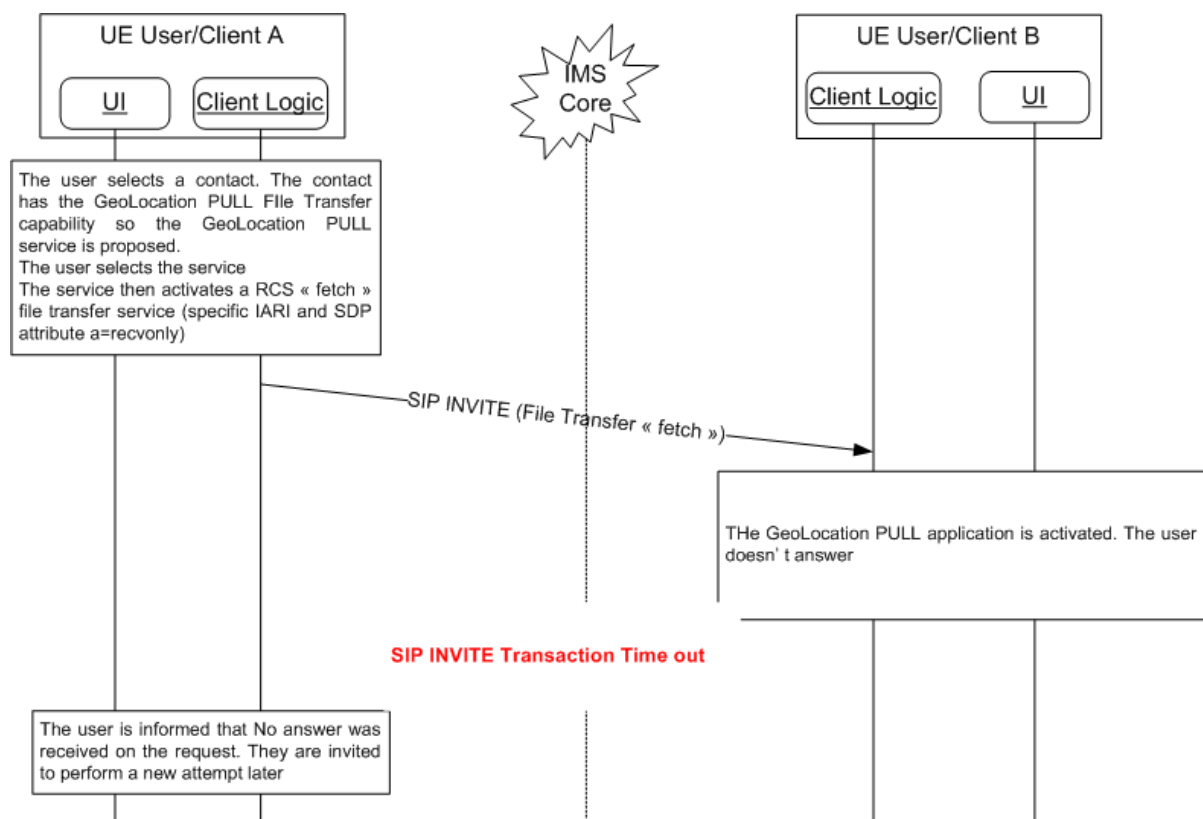 UE User/Client A
UI
Client Logic
IMS
Core
UE User/Client B
Client Logic
UI
The user selects a contact. The contact
has the GeoLocation PULL FIle Transfer
capability so the GeoLocation PULL
service is proposed.
The user selects the service
The service then activates a RCS « fetch »
file transfer service (specific IARI and SDP
attribute a=recvonly)
SIP INVITE (File Transfer « fetch »)
THe GeoLocation PULL application is activated. The user
doesn' t answer
SIP INVITE Transaction Time out
The user is informed that No answer was
received on the request. They are invited
to perform a new attempt later